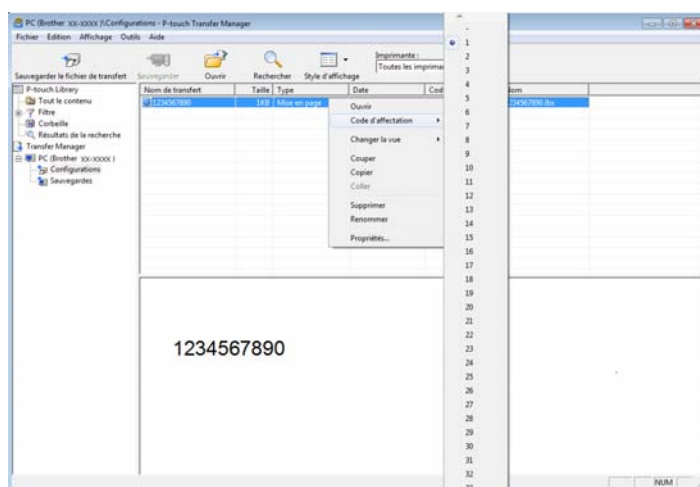 PC (Brother XX-XXXX )\Configurations - P-touch Transfer Manager
Fichier Edition Affichage Outils Aide
Sauvegarder le fichier de transfert Sauvegarder Ouvrir Rechercher Style d'affichage
Imprimante :
Toutes les imprimantes
P-touch Library
Tout le contenu
Filtre
Corbeille
Résultats de la recherche
Transfer Manager
PC (Brother XX-XXXX )
Configurations
Sauvegardes
Nom de transfert Taille Type Date Cod Nom
1234567890 1KB Mise en page 234567890.lbx
Ouvrir
Code d'affectation
Changer la vue
Couper
Copier
Coller
Supprimer
Renommer
Propriétés...
-
1
2
3
4
5
6
7
8
9
10
11
12
13
14
15
16
17
18
19
20
21
22
23
24
25
26
27
28
29
30
31
32
1234567890
NUM